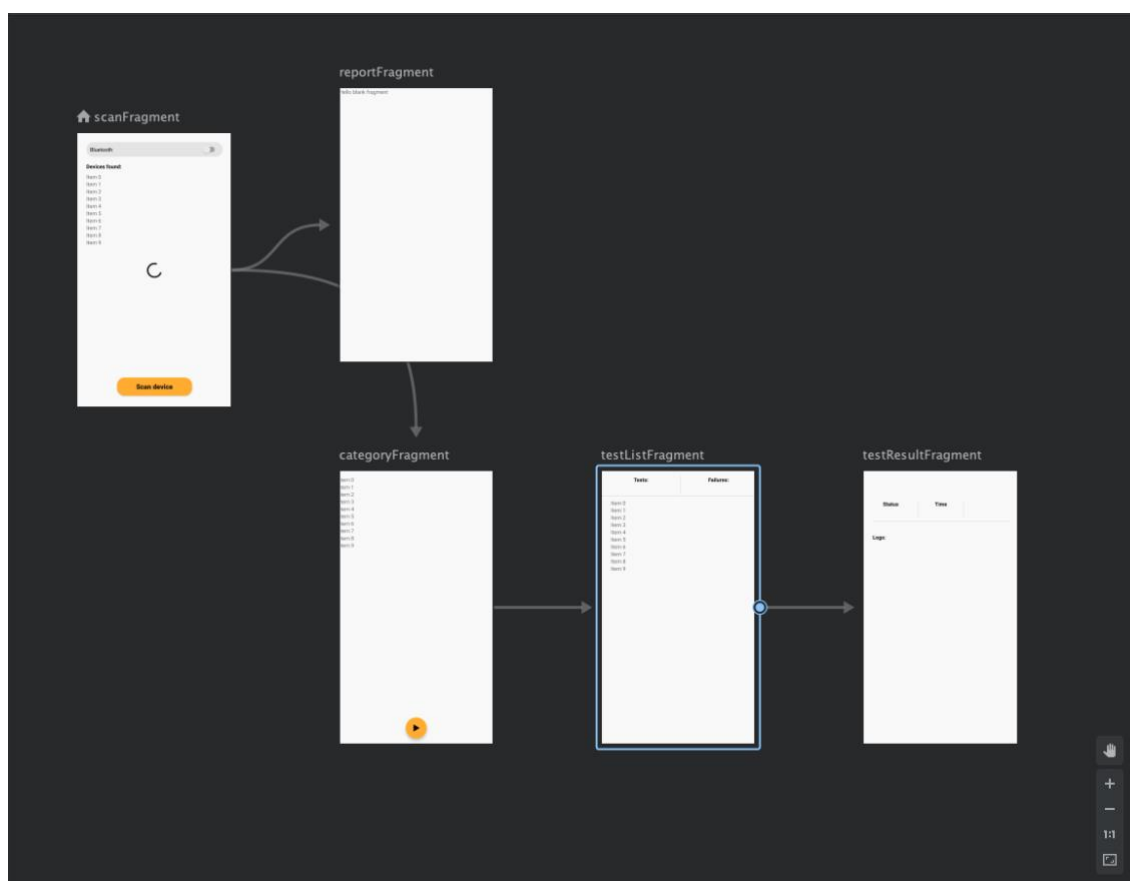 reportFragment
Hello blank fragment
scanFragment
Bluetooth
Devices found:
Item 0
Item 1
Item 2
Item 3
Item 4
Item 5
Item 6
Item 7
Item 8
Item 9
Scan device
categoryFragment
Item 0
Item 1
Item 2
Item 3
Item 4
Item 5
Item 6
Item 7
Item 8
Item 9
testListFragment
Tests: Failures:
Item 0
Item 1
Item 2
Item 3
Item 4
Item 5
Item 6
Item 7
Item 8
Item 9
testResultFragment
Status Time
Logs:
1:1